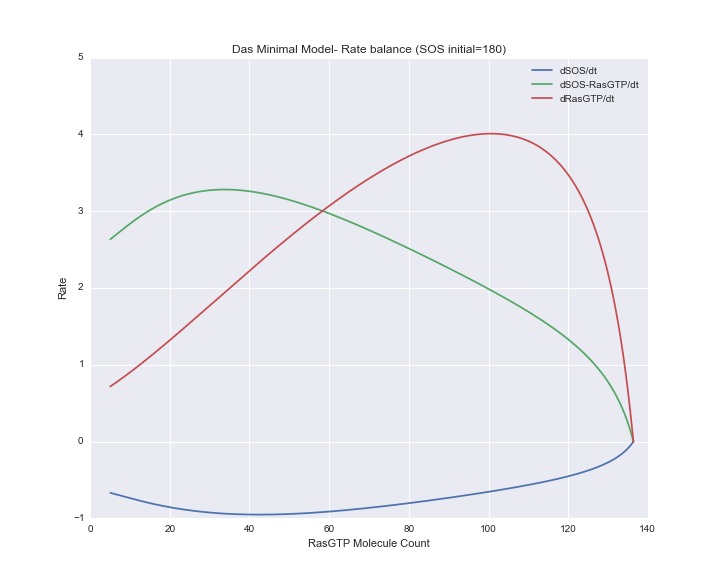 Das Minimal Model- Rate balance (SOS initial=180)
dSOS/dt
dSOS-RasGTP/dt
dRasGTP/dt
5
4
3
2
1
0
−1
Rate
0 20 40 60 80 100 120 140
RasGTP Molecule Count